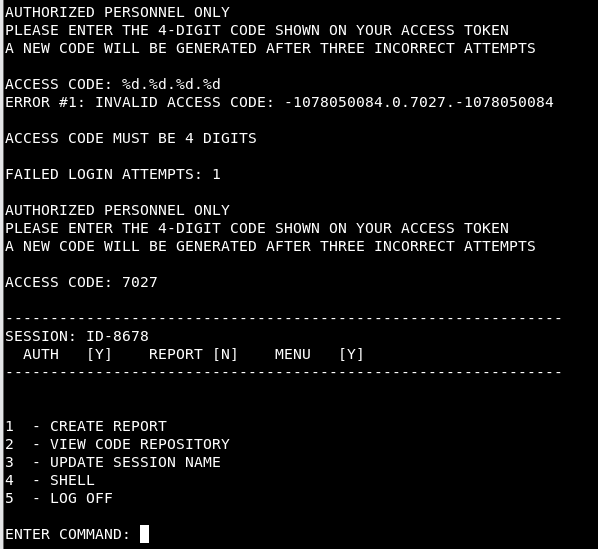 AUTHORIZED PERSONNEL ONLY
PLEASE ENTER THE 4-DIGIT CODE SHOWN ON YOUR ACCESS TOKEN
A NEW CODE WILL BE GENERATED AFTER THREE INCORRECT ATTEMPTS
ACCESS CODE: %d.%d.%d.%d
ERROR #1: INVALID ACCESS CODE: -1078050084.0.7027.-1078050084
ACCESS CODE MUST BE 4 DIGITS
FAILED LOGIN ATTEMPTS: 1
AUTHORIZED PERSONNEL ONLY
PLEASE ENTER THE 4-DIGIT CODE SHOWN ON YOUR ACCESS TOKEN
A NEW CODE WILL BE GENERATED AFTER THREE INCORRECT ATTEMPTS
ACCESS CODE: 7027
--------------------------------------------------------------
SESSION: ID-8678
  AUTH   [Y]    REPORT [N]    MENU   [Y]
--------------------------------------------------------------
1  - CREATE REPORT
2  - VIEW CODE REPOSITORY
3  - UPDATE SESSION NAME
4  - SHELL
5  - LOG OFF
ENTER COMMAND: